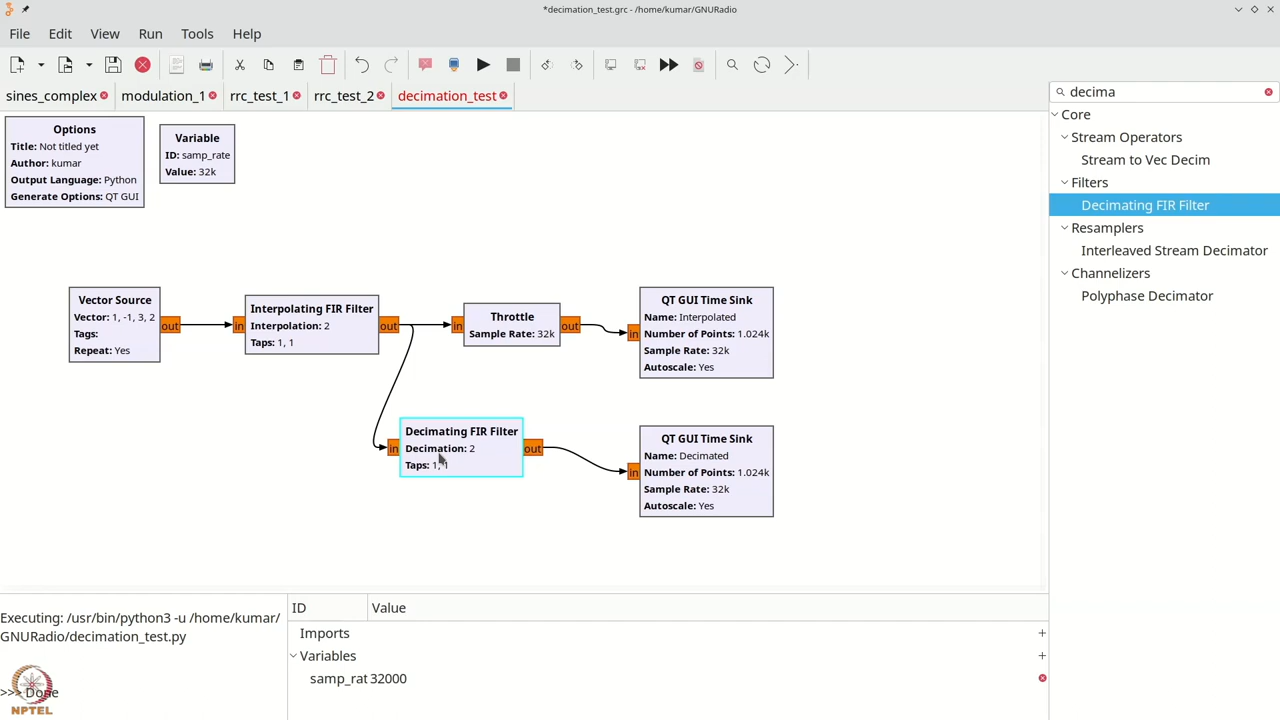 *decimation_test.grc - /home/kumar/GNURadio
File Edit View Run Tools Help
sines_complex modulation_1 rrc_test_1 rrc_test_2 decimation_test
decima
Core
Stream Operators
Stream to Vec Decim
Filters
Decimating FIR Filter
Resamplers
Interleaved Stream Decimator
Channelizers
Polyphase Decimator
Options
Title: Not titled yet
Author: kumar
Output Language: Python
Generate Options: QT GUI
Variable
ID: samp_rate
Value: 32k
Vector Source
Vector: 1, -1, 3, 2
Tags:
Repeat: Yes
out
in
Interpolating FIR Filter
Interpolation: 2
Taps: 1, 1
out
in
Throttle
Sample Rate: 32k
out
in
QT GUI Time Sink
Name: Interpolated
Number of Points: 1.024k
Sample Rate: 32k
Autoscale: Yes
in
Decimating FIR Filter
Decimation: 2
Taps: 1, 1
out
in
QT GUI Time Sink
Name: Decimated
Number of Points: 1.024k
Sample Rate: 32k
Autoscale: Yes
Executing: /usr/bin/python3 -u /home/kumar/
GNURadio/decimation_test.py
>>> Done
NPTEL
ID Value
Imports
Variables
samp_rat 32000